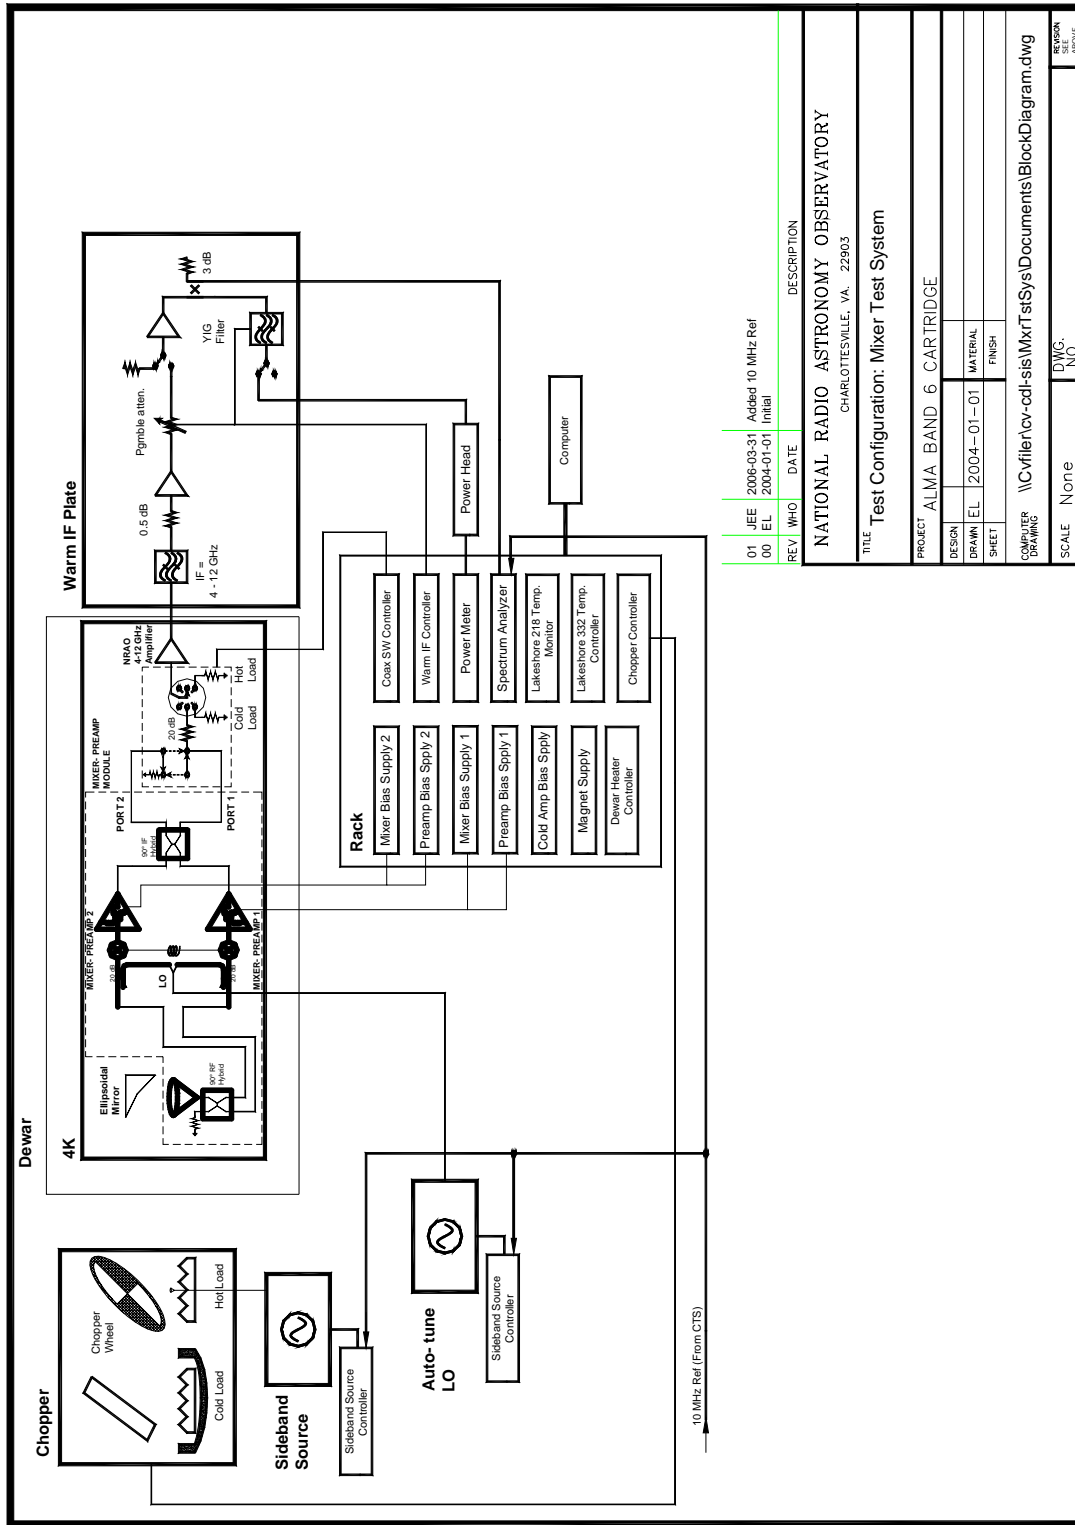 Dewar
4K
Ellipsoidal
Mirror
90° RF
Hybrid
MIXER- PREAMP 2
20 dB
LO
20 dB
MIXER- PREAMP 1
90° IF
Hybrid
PORT 2
PORT 1
MIXER- PREAMP
MODULE
20 dB
Cold
Load
Hot
Load
NRAO
4-12 GHz
Amplifier
Warm IF Plate
IF =
4 - 12 GHz
0.5 dB
Pgmble atten.
YIG
Filter
3 dB
Chopper
Chopper
Wheel
Cold Load
Hot Load
Sideband
Source
Sideband Source
Controller
Auto- tune
LO
Sideband Source
Controller
10 MHz Ref (From CTS)
Rack
Mixer Bias Supply 2
Preamp Bias Spply 2
Mixer Bias Supply 1
Preamp Bias Spply 1
Cold Amp Bias Spply
Magnet Supply
Dewar Heater
Controller
Coax SW Controller
Warm IF Controller
Power Meter
Spectrum Analyzer
Lakeshore 218 Temp.
Monitor
Lakeshore 332 Temp.
Controller
Chopper Controller
Power Head
Computer
01 JEE 2006-03-31 Added 10 MHz Ref
00 EL 2004-01-01 Initial
REV WHO DATE DESCRIPTION
NATIONAL RADIO ASTRONOMY OBSERVATORY
CHARLOTTESVILLE, VA. 22903
TITLE Test Configuration: Mixer Test System
PROJECT ALMA BAND 6 CARTRIDGE
DESIGN
DRAWN EL 2004-01-01 MATERIAL
SHEET FINISH
COMPUTER
DRAWING \\Cvfiler\cv-cdl-sis\MxrTstSys\Documents\BlockDiagram.dwg
SCALE None
DWG.
NO.
REVISION
SEE
ABOVE